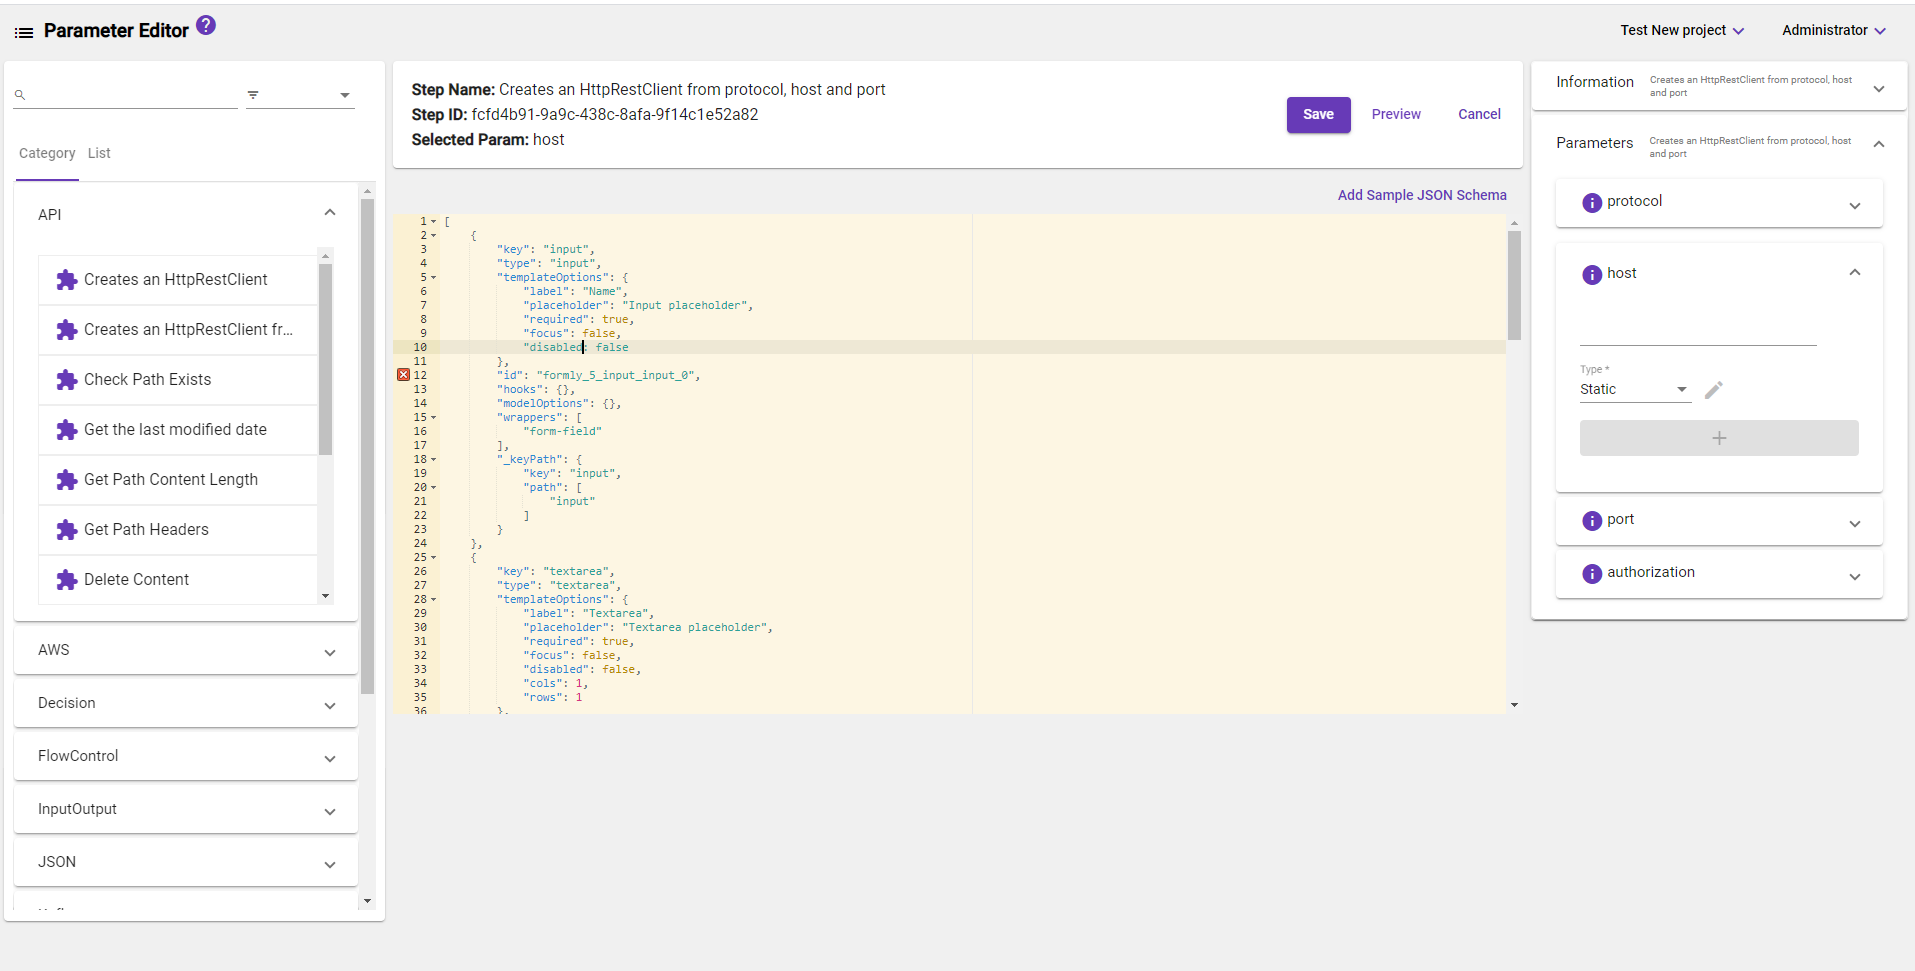 Parameter Editor ?
Test New project
Administrator
Category List
API
Creates an HttpRestClient
Creates an HttpRestClient fr...
Check Path Exists
Get the last modified date
Get Path Content Length
Get Path Headers
Delete Content
AWS
Decision
FlowControl
InputOutput
JSON
Step Name: Creates an HttpRestClient from protocol, host and port
Step ID: fcfd4b91-9a9c-438c-8afa-9f14c1e52a82
Selected Param: host
Save Preview Cancel
Add Sample JSON Schema
1 [
2 {
3 "key": "input",
4 "type": "input",
5 "templateOptions": {
6 "label": "Name",
7 "placeholder": "Input placeholder",
8 "required": true,
9 "focus": false,
10 "disabled: false
11 },
12 "id": "formly_5_input_input_0",
13 "hooks": {},
14 "modelOptions": {},
15 "wrappers": [
16 "form-field"
17 ],
18 "_keyPath": {
19 "key": "input",
20 "path": [
21 "input"
22 ]
23 }
24 },
25 {
26 "key": "textarea",
27 "type": "textarea",
28 "templateOptions": {
29 "label": "Textarea",
30 "placeholder": "Textarea placeholder",
31 "required": true,
32 "focus": false,
33 "disabled": false,
34 "cols": 1,
35 "rows": 1
36 },
Information
Creates an HttpRestClient from protocol, host
and port
Parameters
Creates an HttpRestClient from protocol, host
and port
i protocol
i host
Type *
Static
+
i port
i authorization